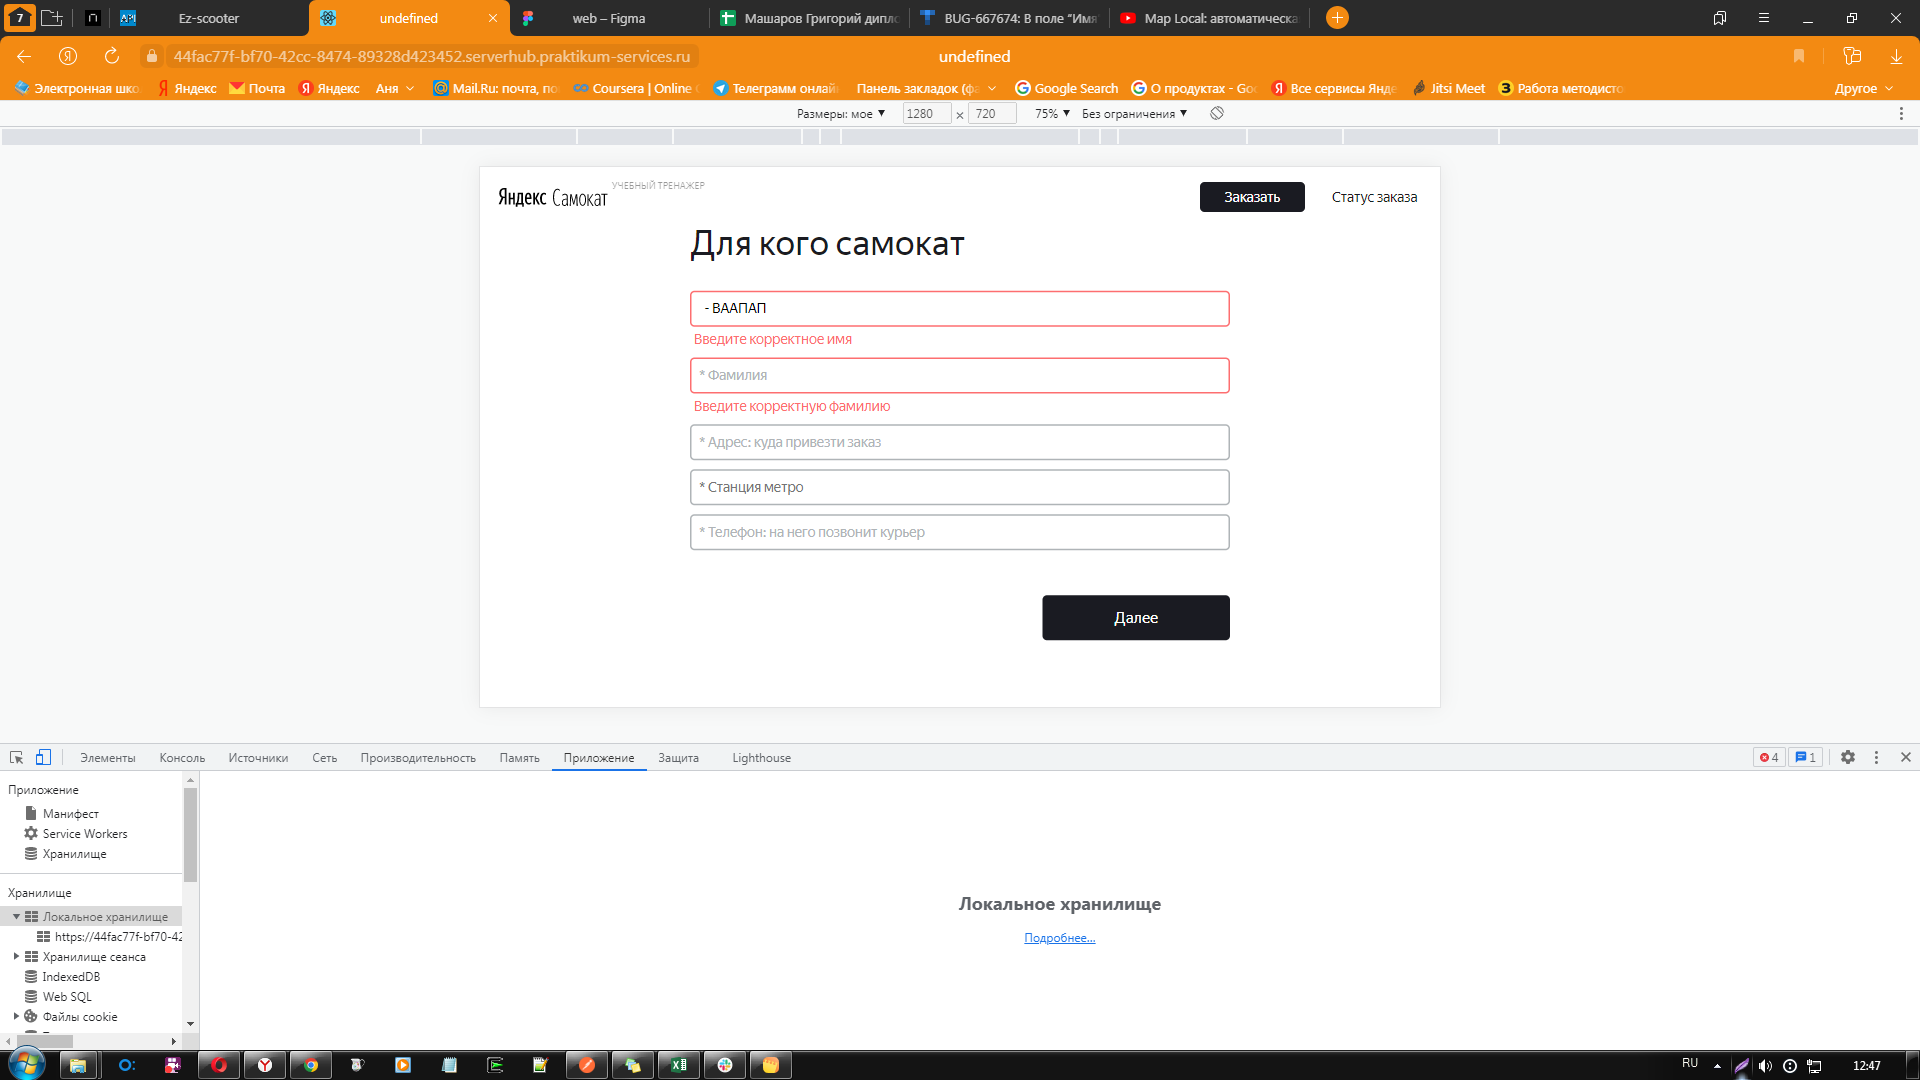 7
Ez-scooter
undefined
web – Figma
Машаров Григорий дипло
BUG-667674: В поле "Имя"
Map Local: автоматическа
44fac77f-bf70-42cc-8474-89328d423452.serverhub.praktikum-services.ru
undefined
Электронная шко
Яндекс
Почта
Яндекс
Аня
Mail.Ru: почта, по
Coursera | Online
Телеграмм онлай
Панель закладок (фа
Google Search
О продуктах - Goo
Все сервисы Янде
Jitsi Meet
Работа методисто
Другое
Размеры: мое ▼ 1280 × 720 75% ▼ Без ограничения ▼
Яндекс Самокат
УЧЕБНЫЙ ТРЕНАЖЕР
Заказать
Статус заказа
Для кого самокат
- ВААПАП
Введите корректное имя
* Фамилия
Введите корректную фамилию
* Адрес: куда привезти заказ
* Станция метро
* Телефон: на него позвонит курьер
Далее
Элементы Консоль Источники Сеть Производительность Память Приложение Защита Lighthouse
4
1
Приложение
Манифест
Service Workers
Хранилище
Хранилище
Локальное хранилище
https://44fac77f-bf70-42
Хранилище сеанса
IndexedDB
Web SQL
Файлы cookie
Локальное хранилище
Подробнее...
RU
12:47